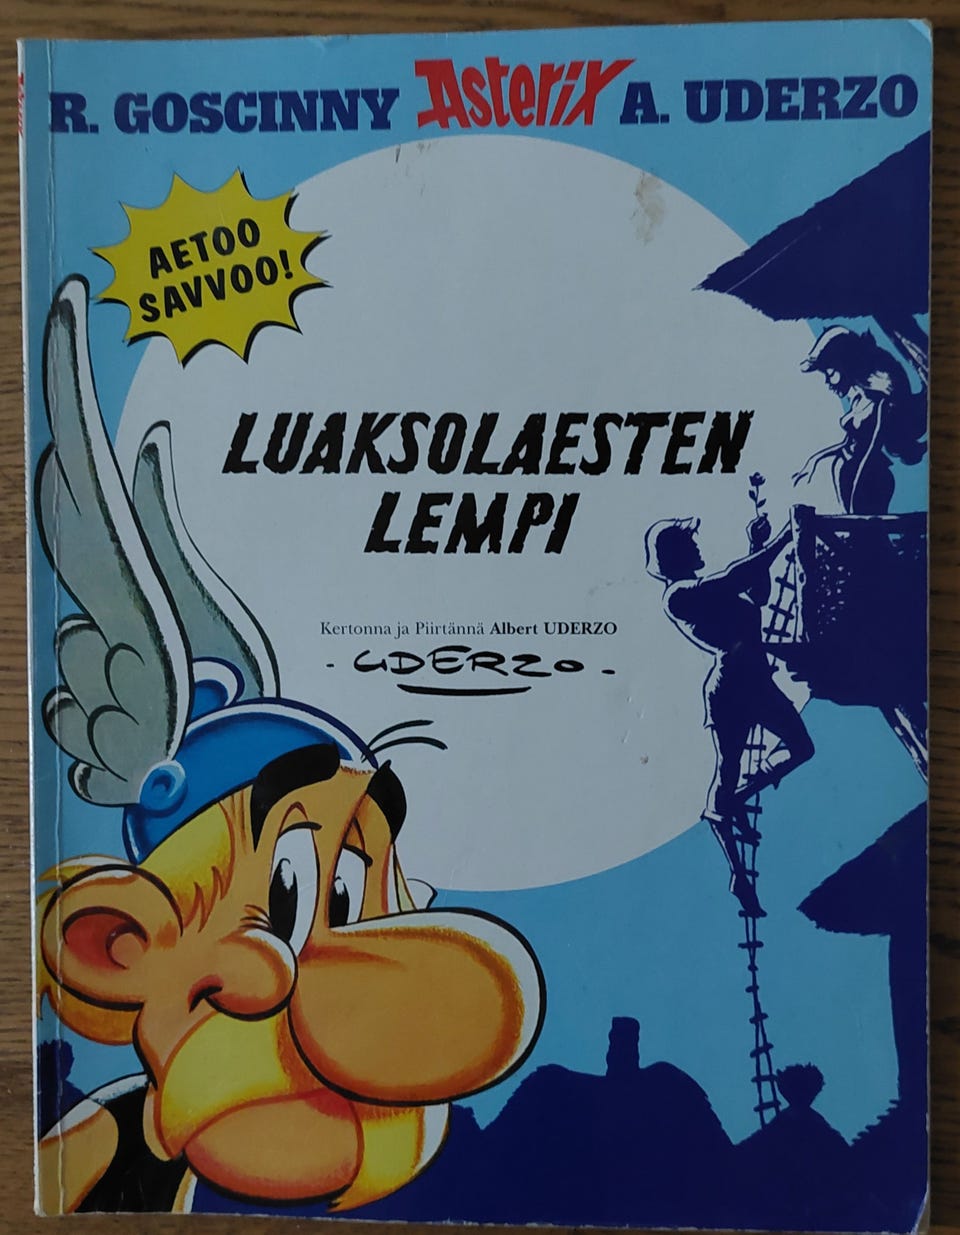 R. GOSCINNY Asterix A. UDERZO
AETOO
SAVVOO!
LUAKSOLAESTEN
LEMPI
Kertonna ja Piirtännä Albert UDERZO
- UDERZO -